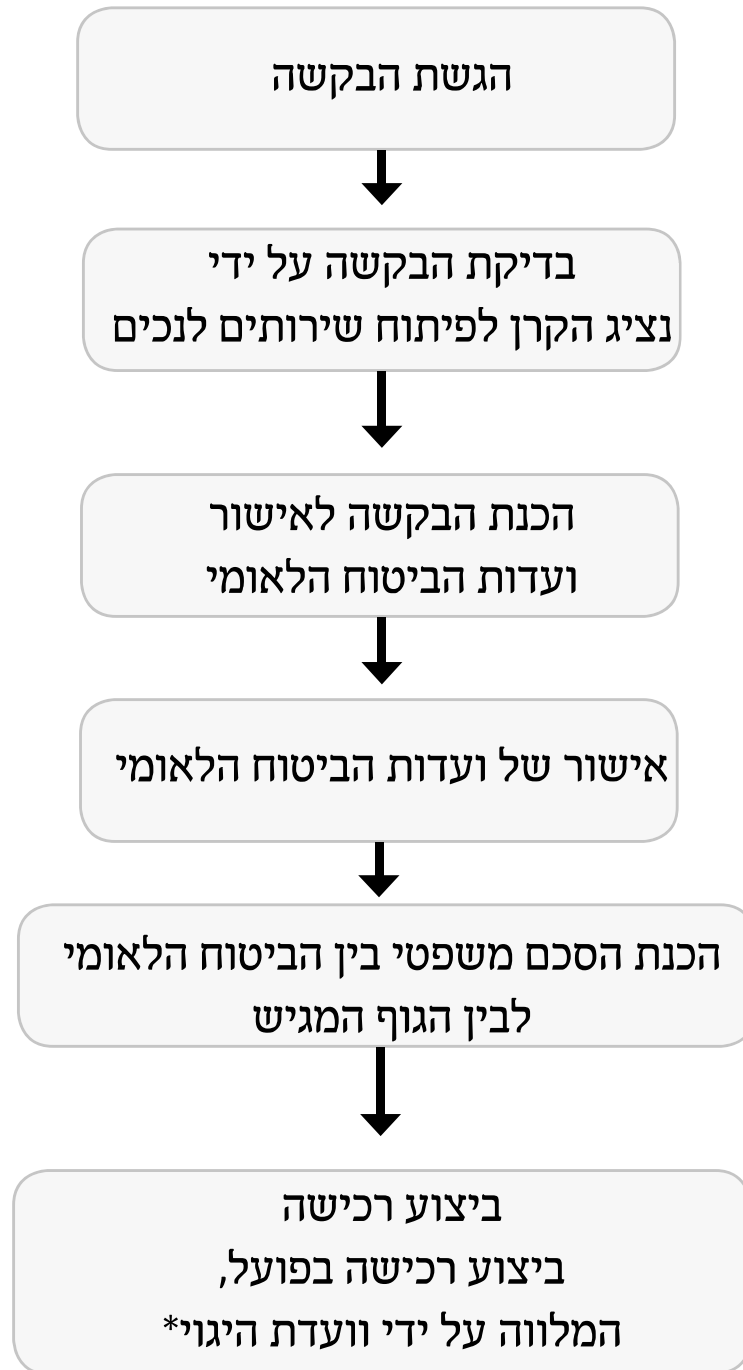 הגשת הבקשה
בדיקת הבקשה על ידי
נציג הקרן לפיתוח שירותים לנכים
הכנת הבקשה לאישור
ועדות הביטוח הלאומי
אישור של ועדות הביטוח הלאומי
הכנת הסכם משפטי בין הביטוח הלאומי
לבין הגוף המגיש
ביצוע רכישה
ביצוע רכישה בפועל,
המלווה על ידי וועדת היגוי*